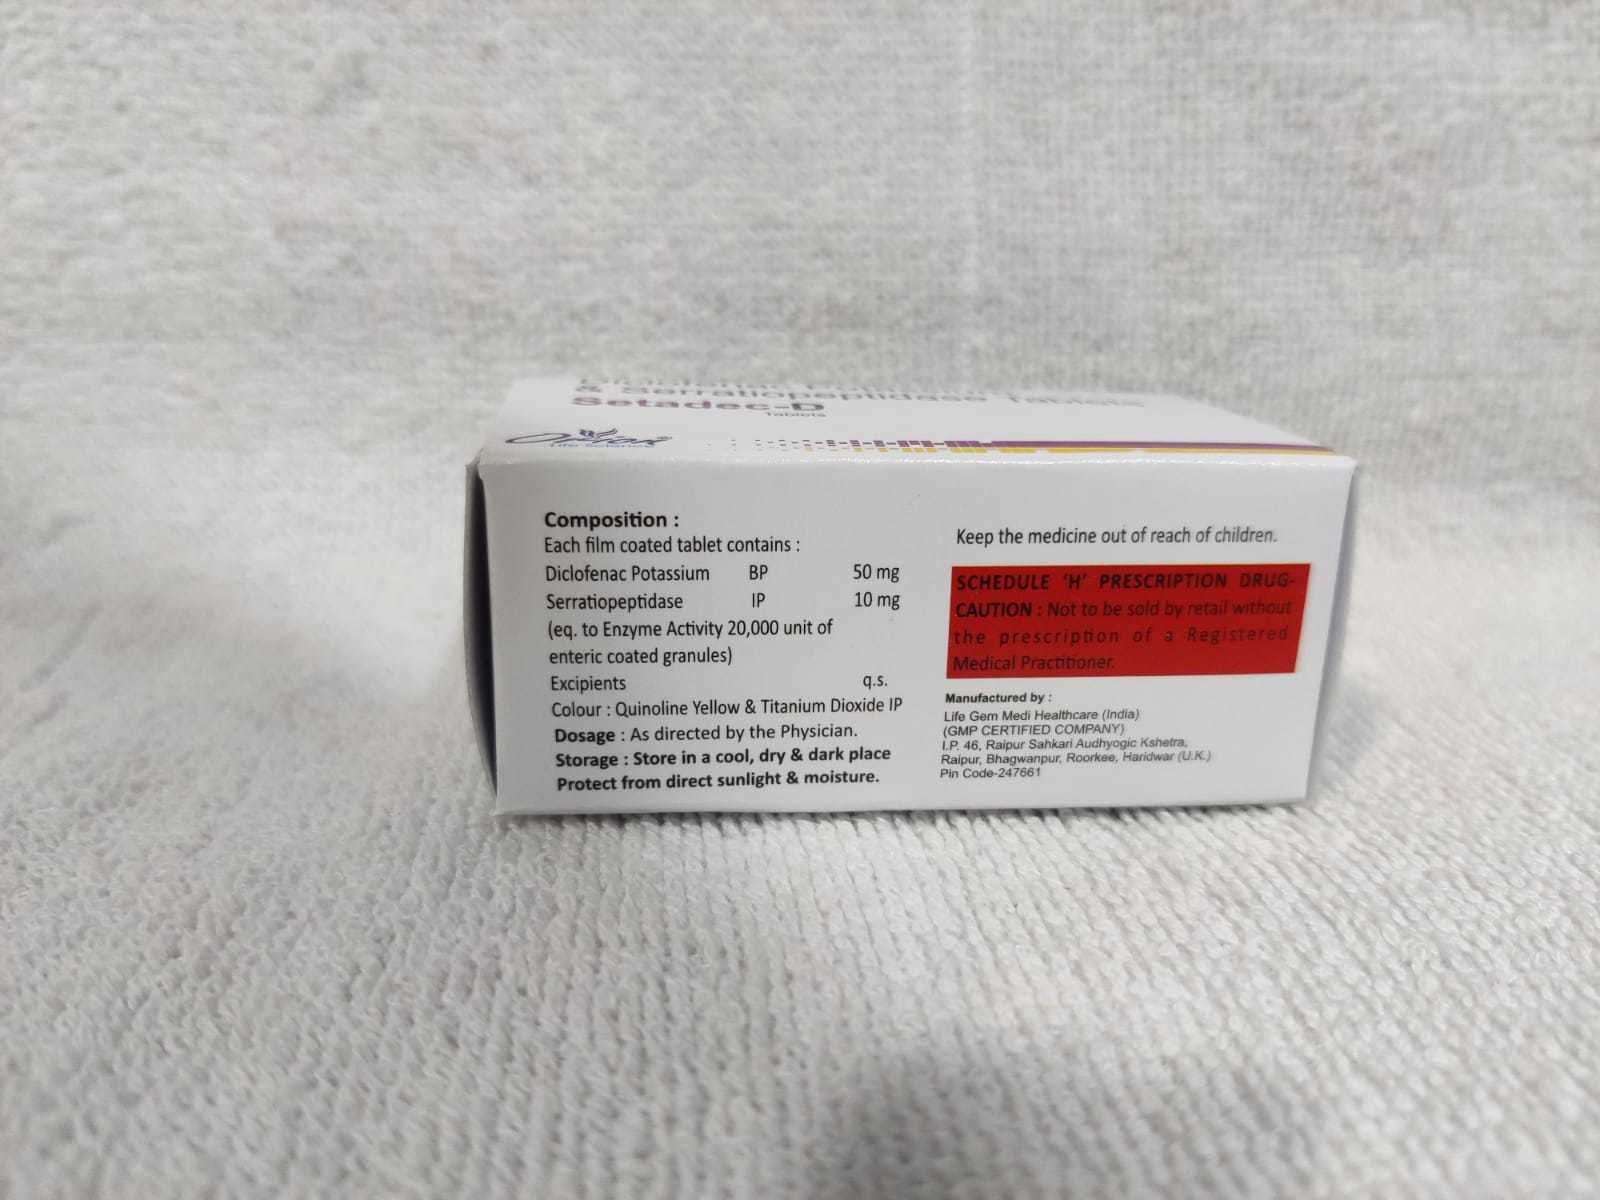 & Serratiopeptidase Tablets
Setadec-D
Tablets
Life Science
Composition :
Each film coated tablet contains :
Diclofenac Potassium BP 50 mg
Serratiopeptidase IP 10 mg
(eq. to Enzyme Activity 20,000 unit of
enteric coated granules)
Excipients q.s.
Colour : Quinoline Yellow & Titanium Dioxide IP
Dosage : As directed by the Physician.
Storage : Store in a cool, dry & dark place
Protect from direct sunlight & moisture.
Keep the medicine out of reach of children.
SCHEDULE 'H' PRESCRIPTION DRUG-
CAUTION : Not to be sold by retail without
the prescription of a Registered
Medical Practitioner.
Manufactured by :
Life Gem Medi Healthcare (India)
(GMP CERTIFIED COMPANY)
I.P. 46, Raipur Sahkari Audhyogic Kshetra,
Raipur, Bhagwanpur, Roorkee, Haridwar (U.K.)
Pin Code-247661